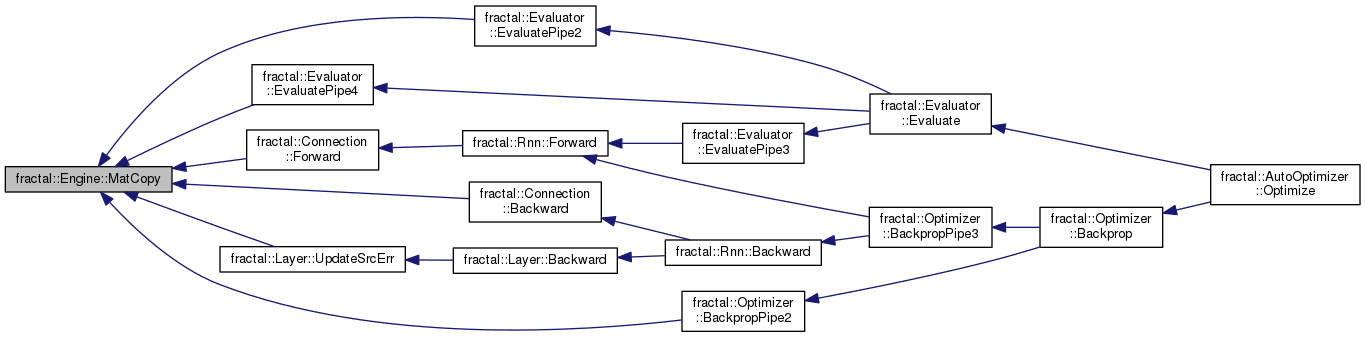 fractal::Evaluator
::EvaluatePipe2
fractal::Evaluator
::EvaluatePipe4
fractal::Evaluator
::Evaluate
fractal::Connection
::Forward
fractal::Rnn::Forward
fractal::Evaluator
::EvaluatePipe3
fractal::Engine::MatCopy
fractal::AutoOptimizer
::Optimize
fractal::Connection
::Backward
fractal::Optimizer
::BackpropPipe3
fractal::Optimizer
::Backprop
fractal::Layer::UpdateSrcErr
fractal::Layer::Backward
fractal::Rnn::Backward
fractal::Optimizer
::BackpropPipe2